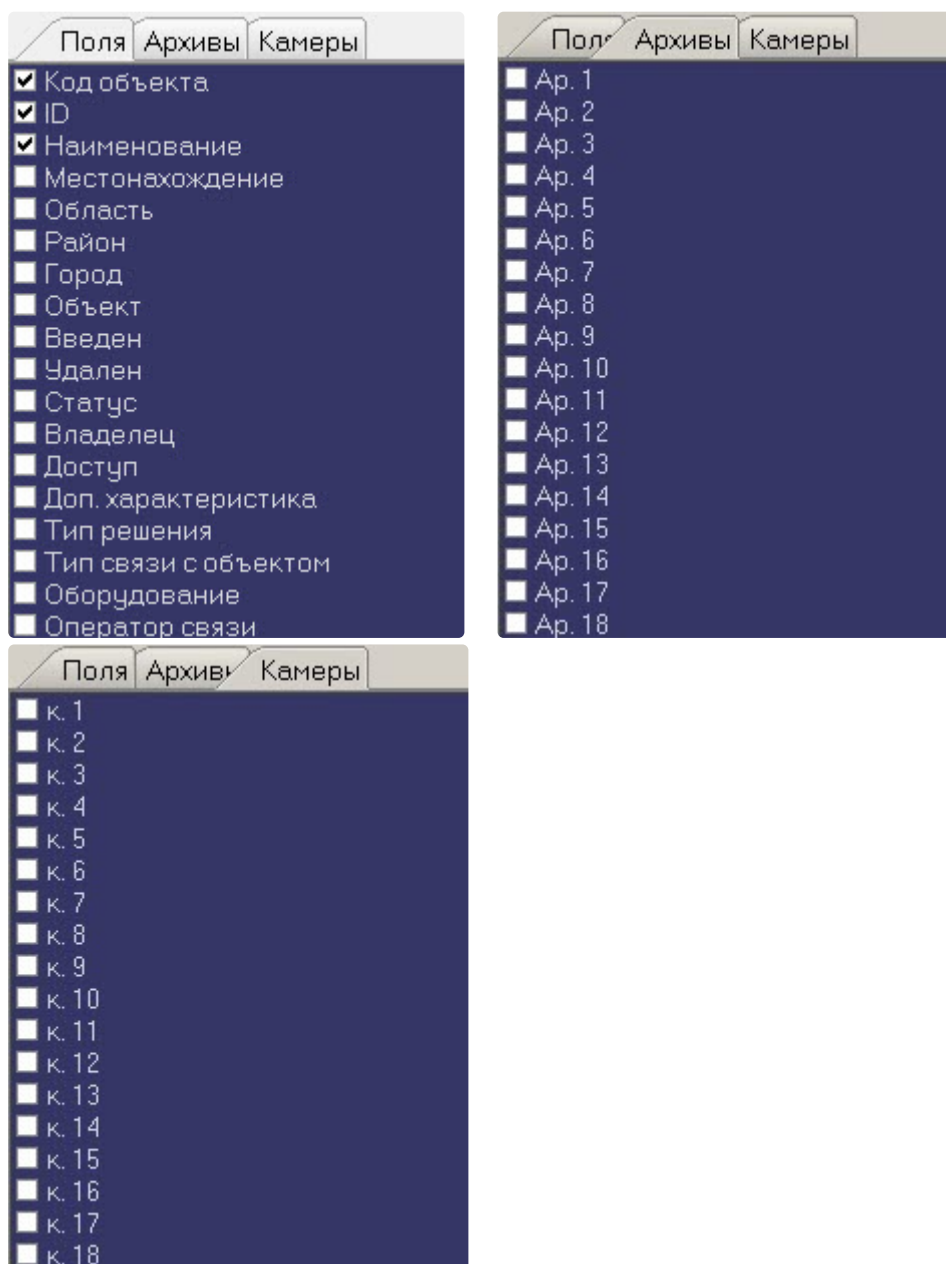 Поля Архивы Камеры
Код объекта
ID
Наименование
Местонахождение
Область
Район
Город
Объект
Введен
Удален
Статус
Владелец
Доступ
Доп. характеристика
Тип решения
Тип связи с объектом
Оборудование
Оператор связи
Поля Архивы Камеры
Ар. 1
Ар. 2
Ар. 3
Ар. 4
Ар. 5
Ар. 6
Ар. 7
Ар. 8
Ар. 9
Ар. 10
Ар. 11
Ар. 12
Ар. 13
Ар. 14
Ар. 15
Ар. 16
Ар. 17
Ар. 18
Поля Архивы Камеры
к. 1
к. 2
к. 3
к. 4
к. 5
к. 6
к. 7
к. 8
к. 9
к. 10
к. 11
к. 12
к. 13
к. 14
к. 15
к. 16
к. 17
к. 18